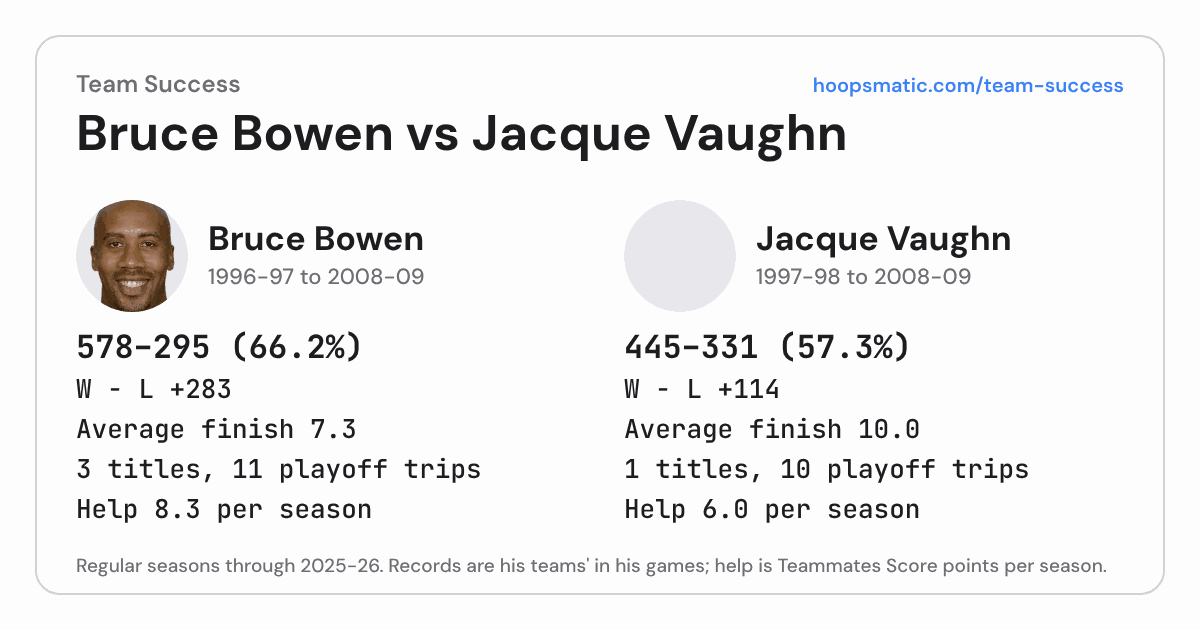 Team Success
hoopsmatic.com/team-success
Bruce Bowen vs Jacque Vaughn
Bruce Bowen
1996-97 to 2008-09
578-295 (66.2%)
W - L +283
Average finish 7.3
3 titles, 11 playoff trips
Help 8.3 per season
Jacque Vaughn
1997-98 to 2008-09
445-331 (57.3%)
W - L +114
Average finish 10.0
1 titles, 10 playoff trips
Help 6.0 per season
Regular seasons through 2025-26. Records are his teams' in his games; help is Teammates Score points per season.